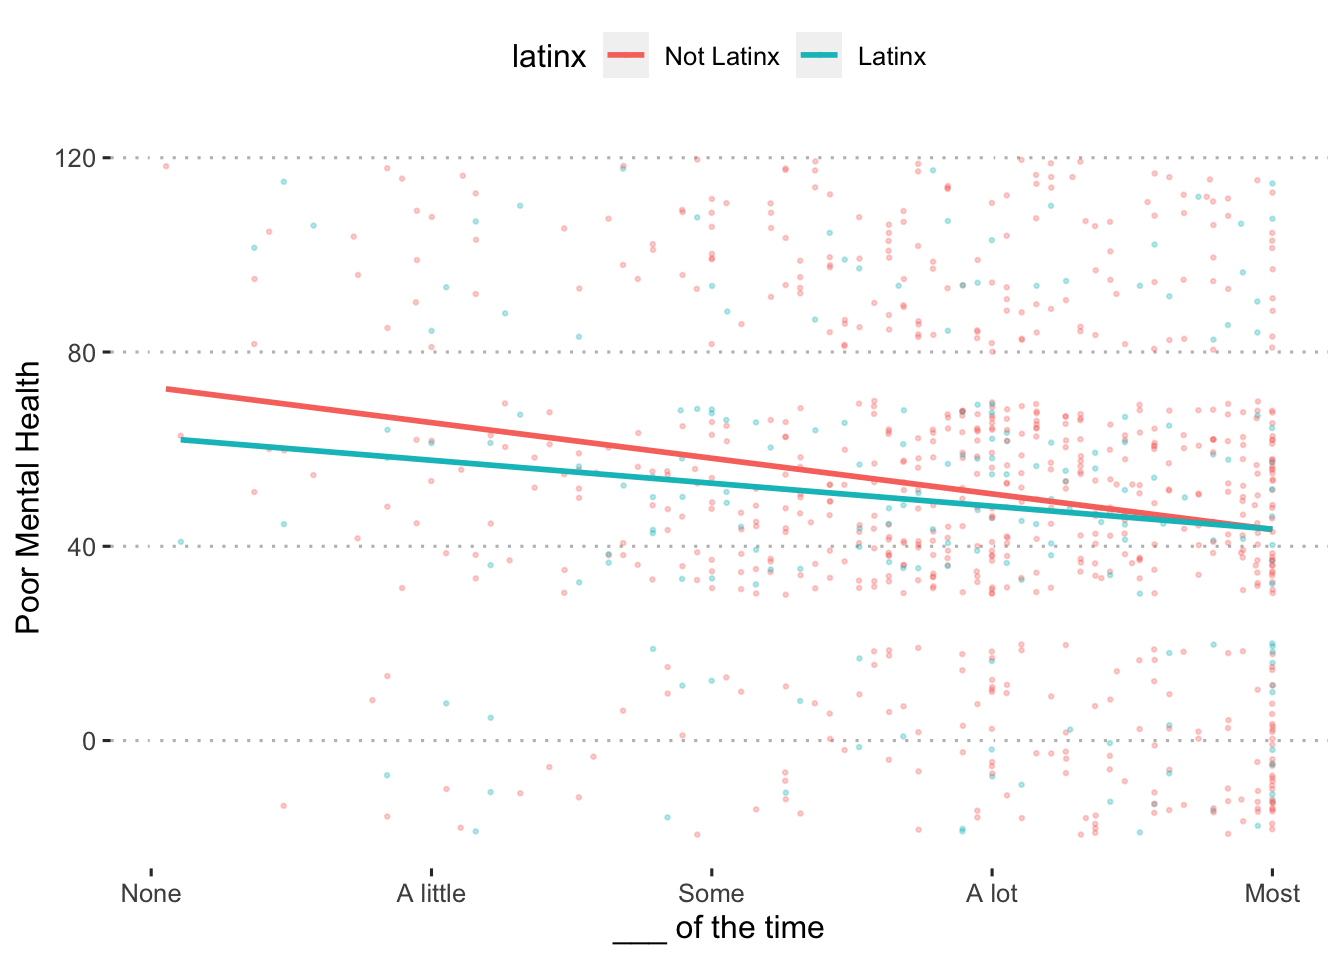 latinx Not Latinx Latinx
120
80
40
0
Poor Mental Health
None A little Some A lot Most
___ of the time